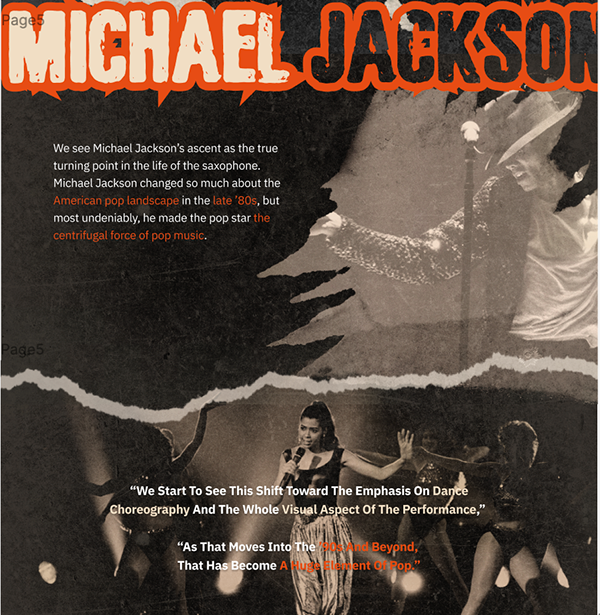 Page5
MICHAEL JACKSON
We see Michael Jackson's ascent as the true
turning point in the life of the saxophone.
Michael Jackson changed so much about the
American pop landscape in the late '80s, but
most undeniably, he made the pop star the
centrifugal force of pop music.
Page5
“We Start To See This Shift Toward The Emphasis On Dance
Choreography And The Whole Visual Aspect Of The Performance,”
“As That Moves Into The '90s And Beyond,
That Has Become A Huge Element Of Pop.”